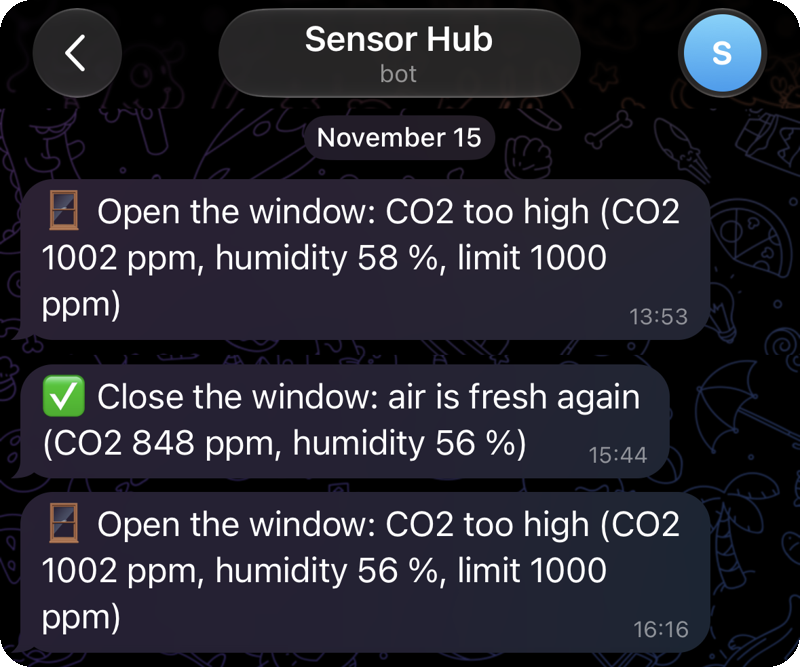 Sensor Hub
bot
S
November 15
🪟 Open the window: CO2 too high (CO2
1002 ppm, humidity 58 %, limit 1000
ppm)
13:53
✅ Close the window: air is fresh again
(CO2 848 ppm, humidity 56 %)
15:44
🪟 Open the window: CO2 too high (CO2
1002 ppm, humidity 56 %, limit 1000
ppm)
16:16